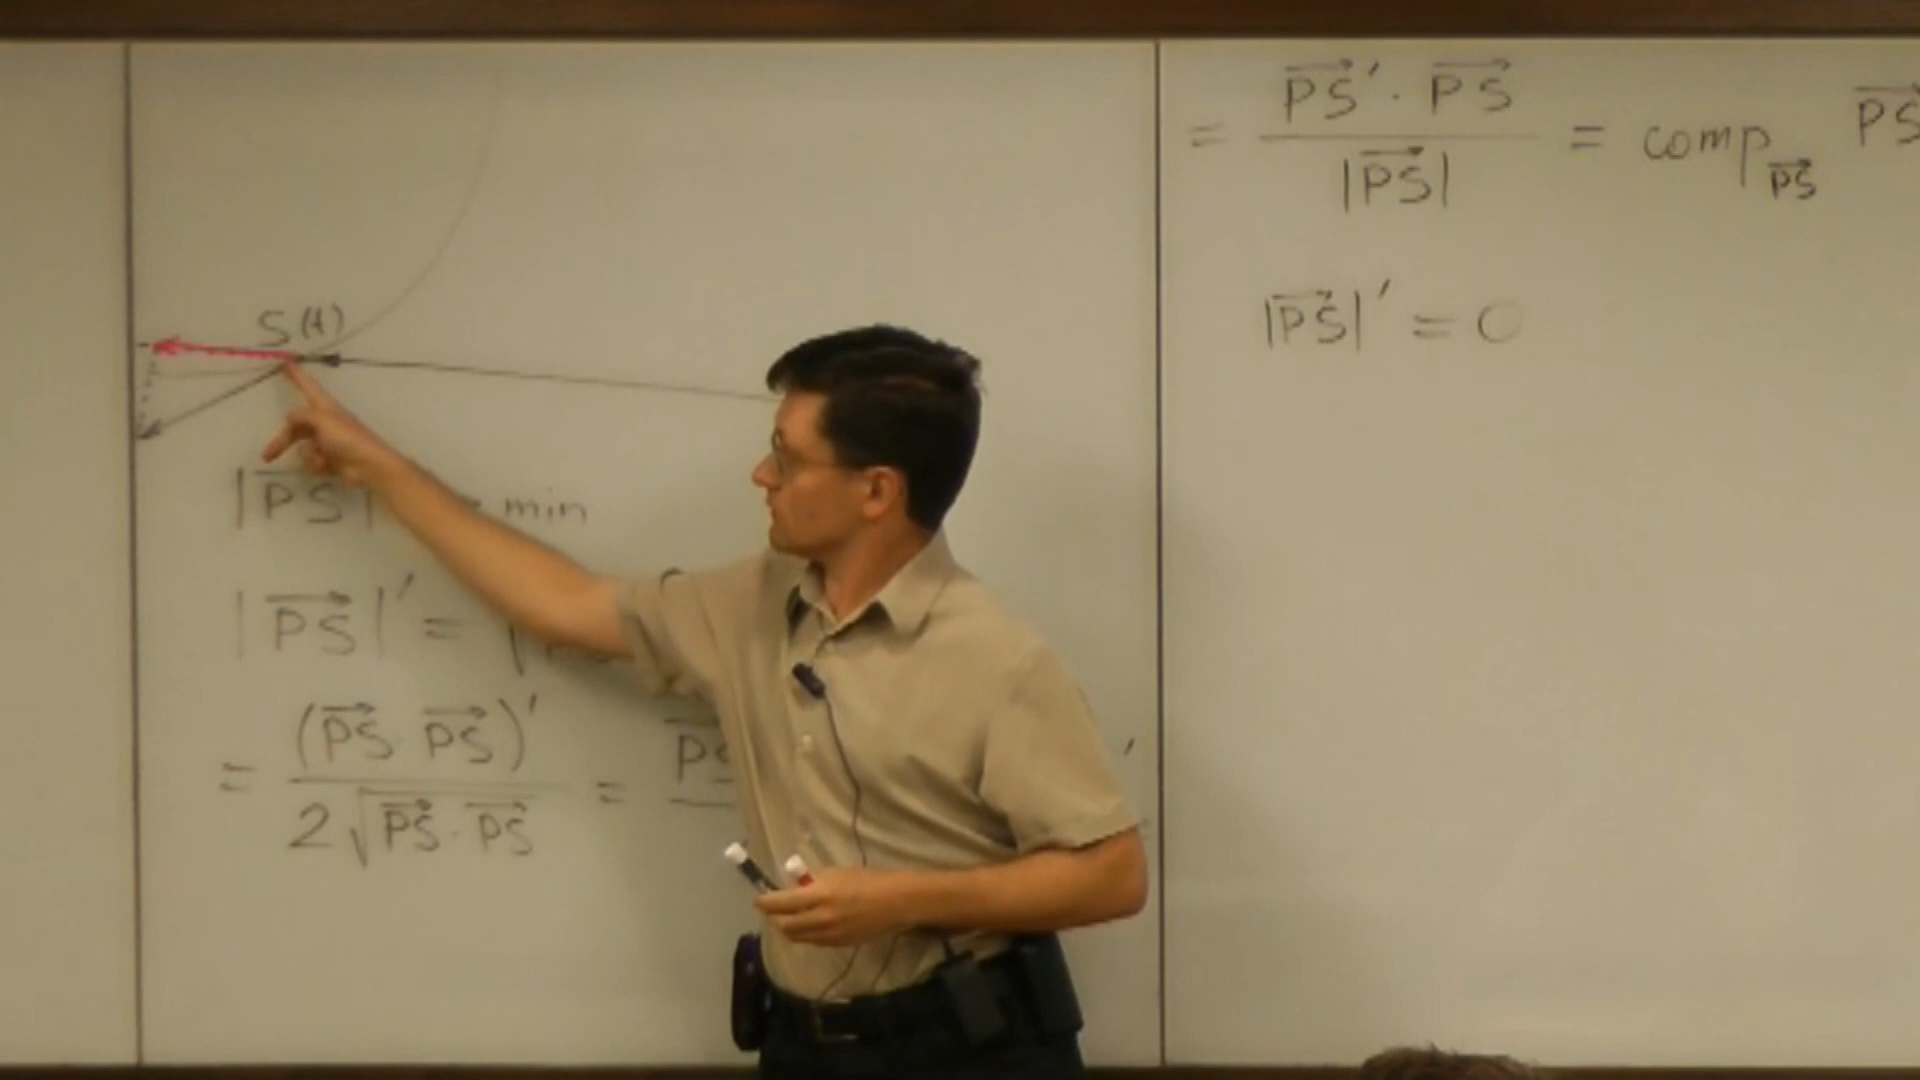 S(t)
|PS⃗| min
|PS⃗|' =
= (PS⃗ PS⃗)' / 2√(PS⃗ · PS⃗) =
= PS⃗' · PS⃗ / |PS⃗| = comp_PS⃗ PS⃗
|PS⃗|' = 0